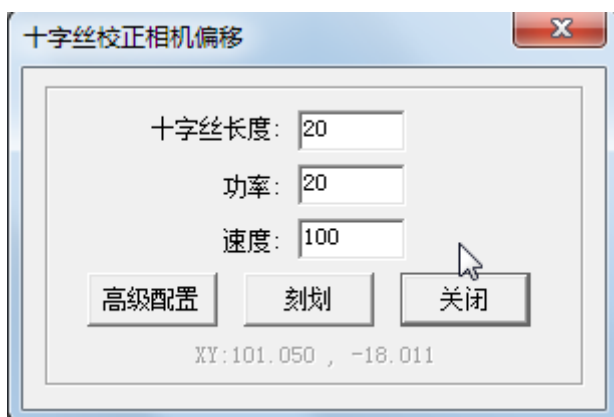 十字丝校正相机偏移
十字丝长度: 20
功率: 20
速度: 100
高级配置 刻划 关闭
XY:101.050 , -18.011